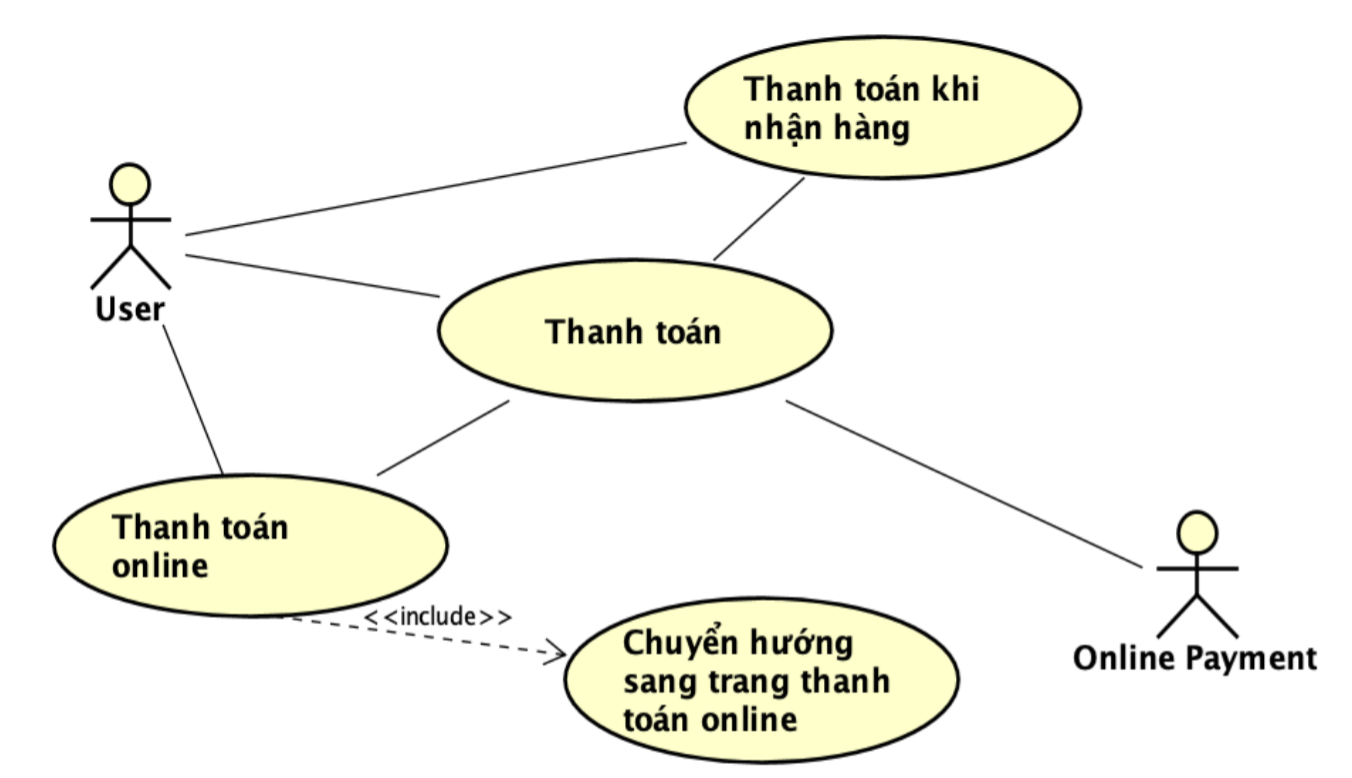 Thanh toán khi
nhận hàng
User
Thanh toán
Thanh toán
online
<<include>>
Chuyển hướng
sang trang thanh
toán online
Online Payment